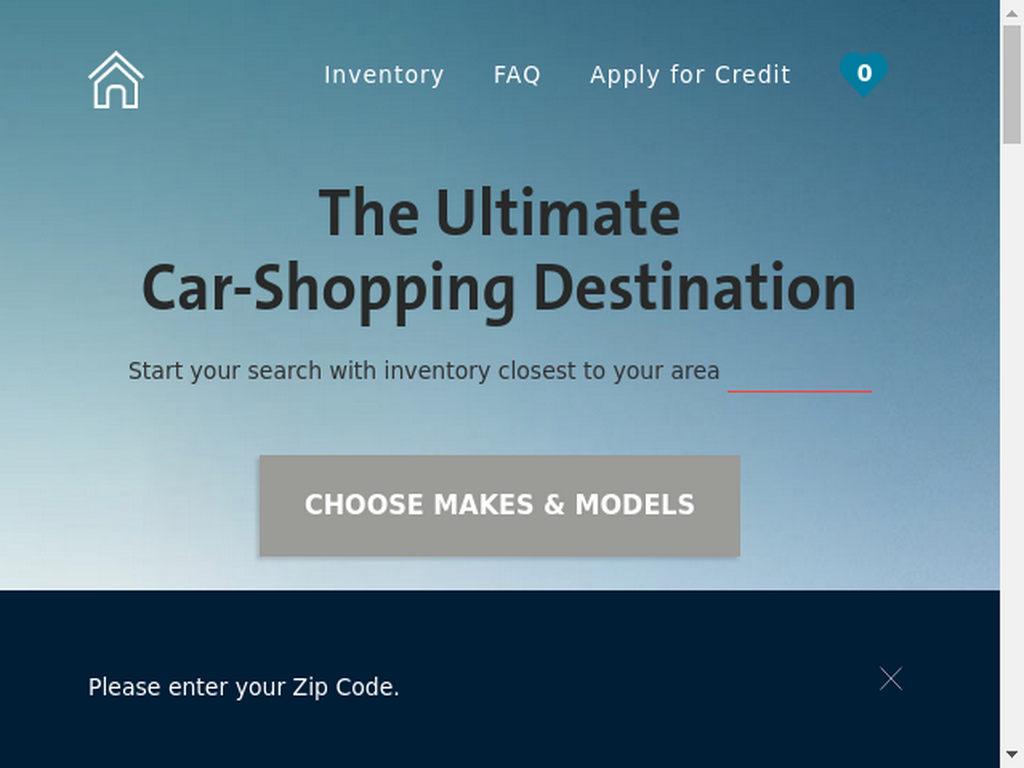 Inventory FAQ Apply for Credit 0
The Ultimate
Car-Shopping Destination
Start your search with inventory closest to your area
CHOOSE MAKES & MODELS
Please enter your Zip Code.